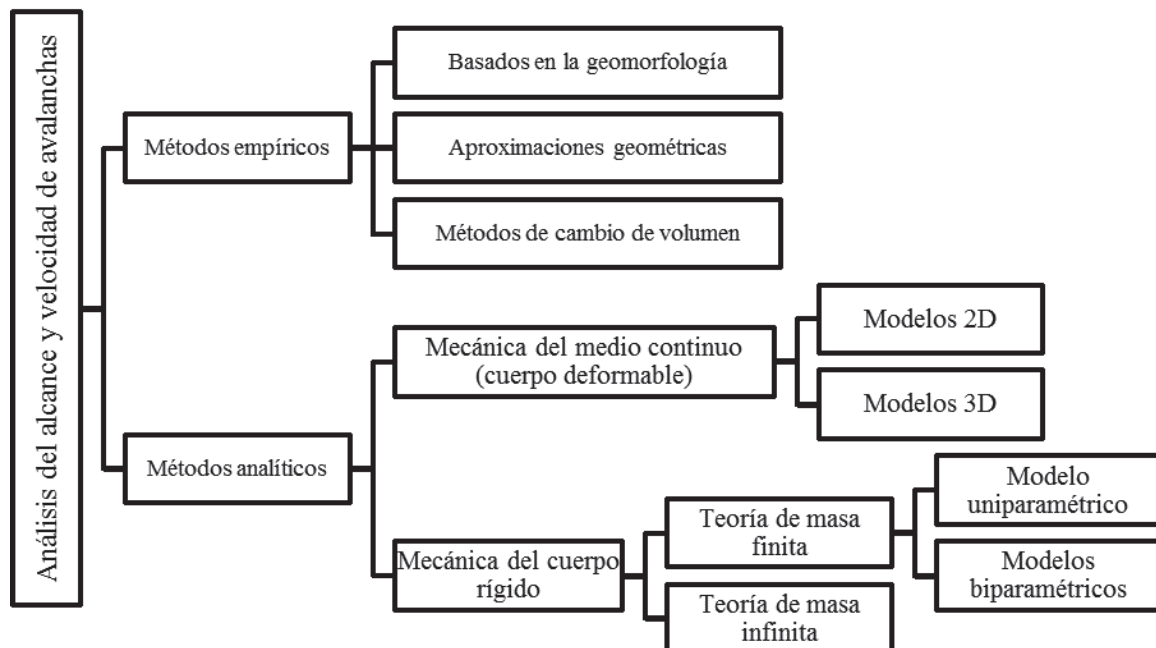 Análisis del alcance y velocidad de avalanchas
Métodos empíricos
Basados en la geomorfología
Aproximaciones geométricas
Métodos de cambio de volumen
Métodos analíticos
Mecánica del medio continuo
(cuerpo deformable)
Modelos 2D
Modelos 3D
Mecánica del cuerpo
rígido
Teoría de masa
finita
Modelo
uniparamétrico
Modelos
biparamétricos
Teoría de masa
infinita